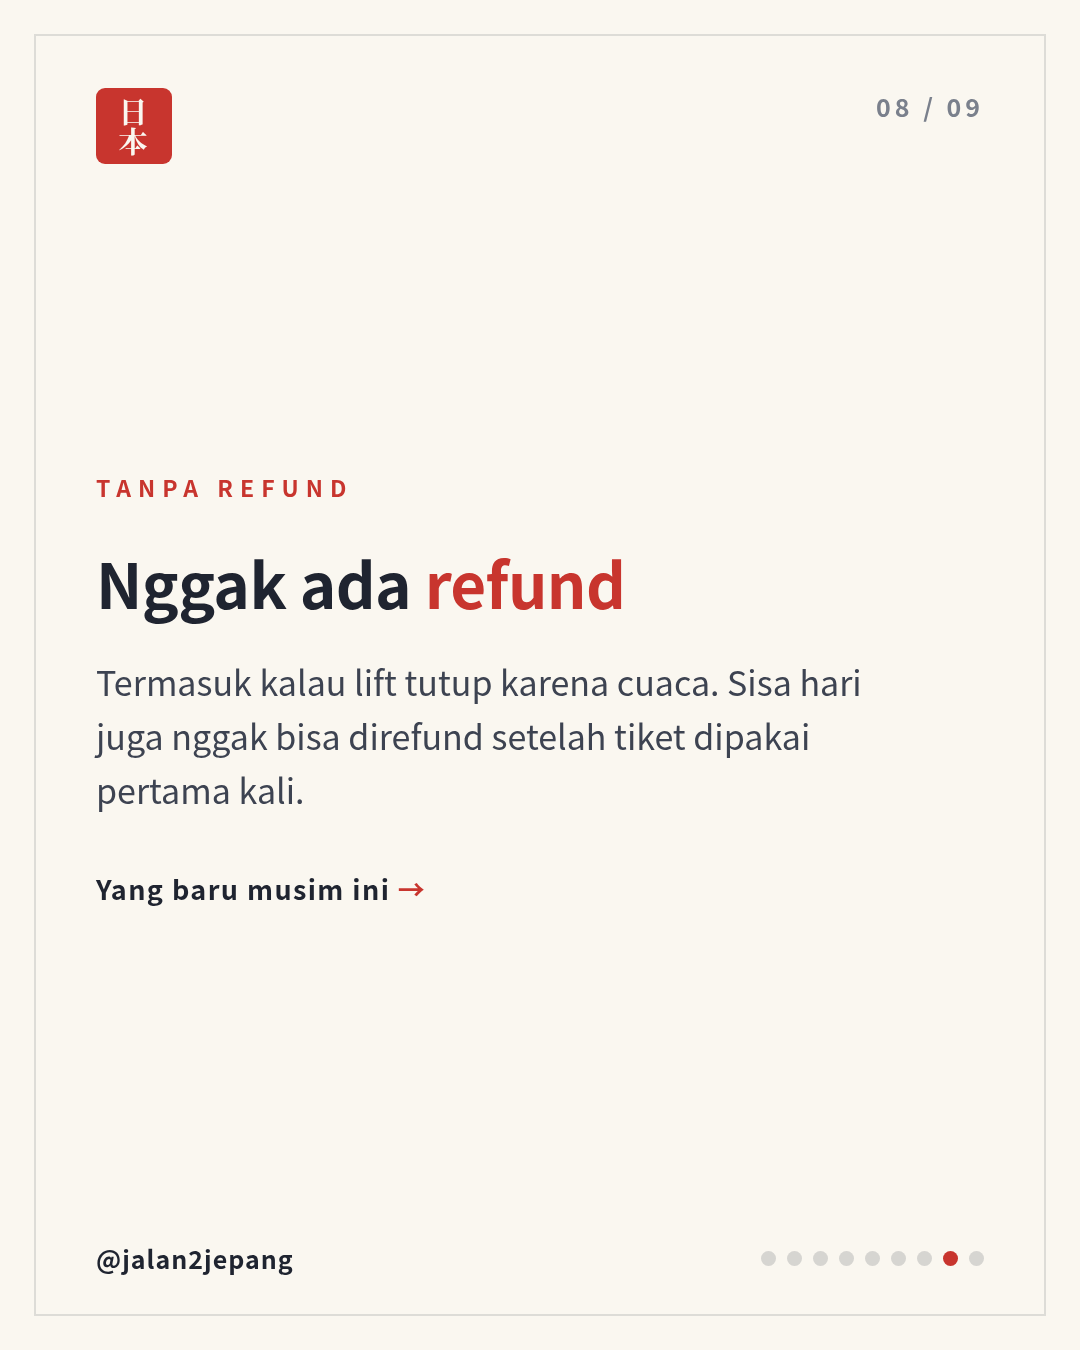 日本
08 / 09
TANPA REFUND
Nggak ada refund
Termasuk kalau lift tutup karena cuaca. Sisa hari
juga nggak bisa direfund setelah tiket dipakai
pertama kali.
Yang baru musim ini →
@jalan2jepang